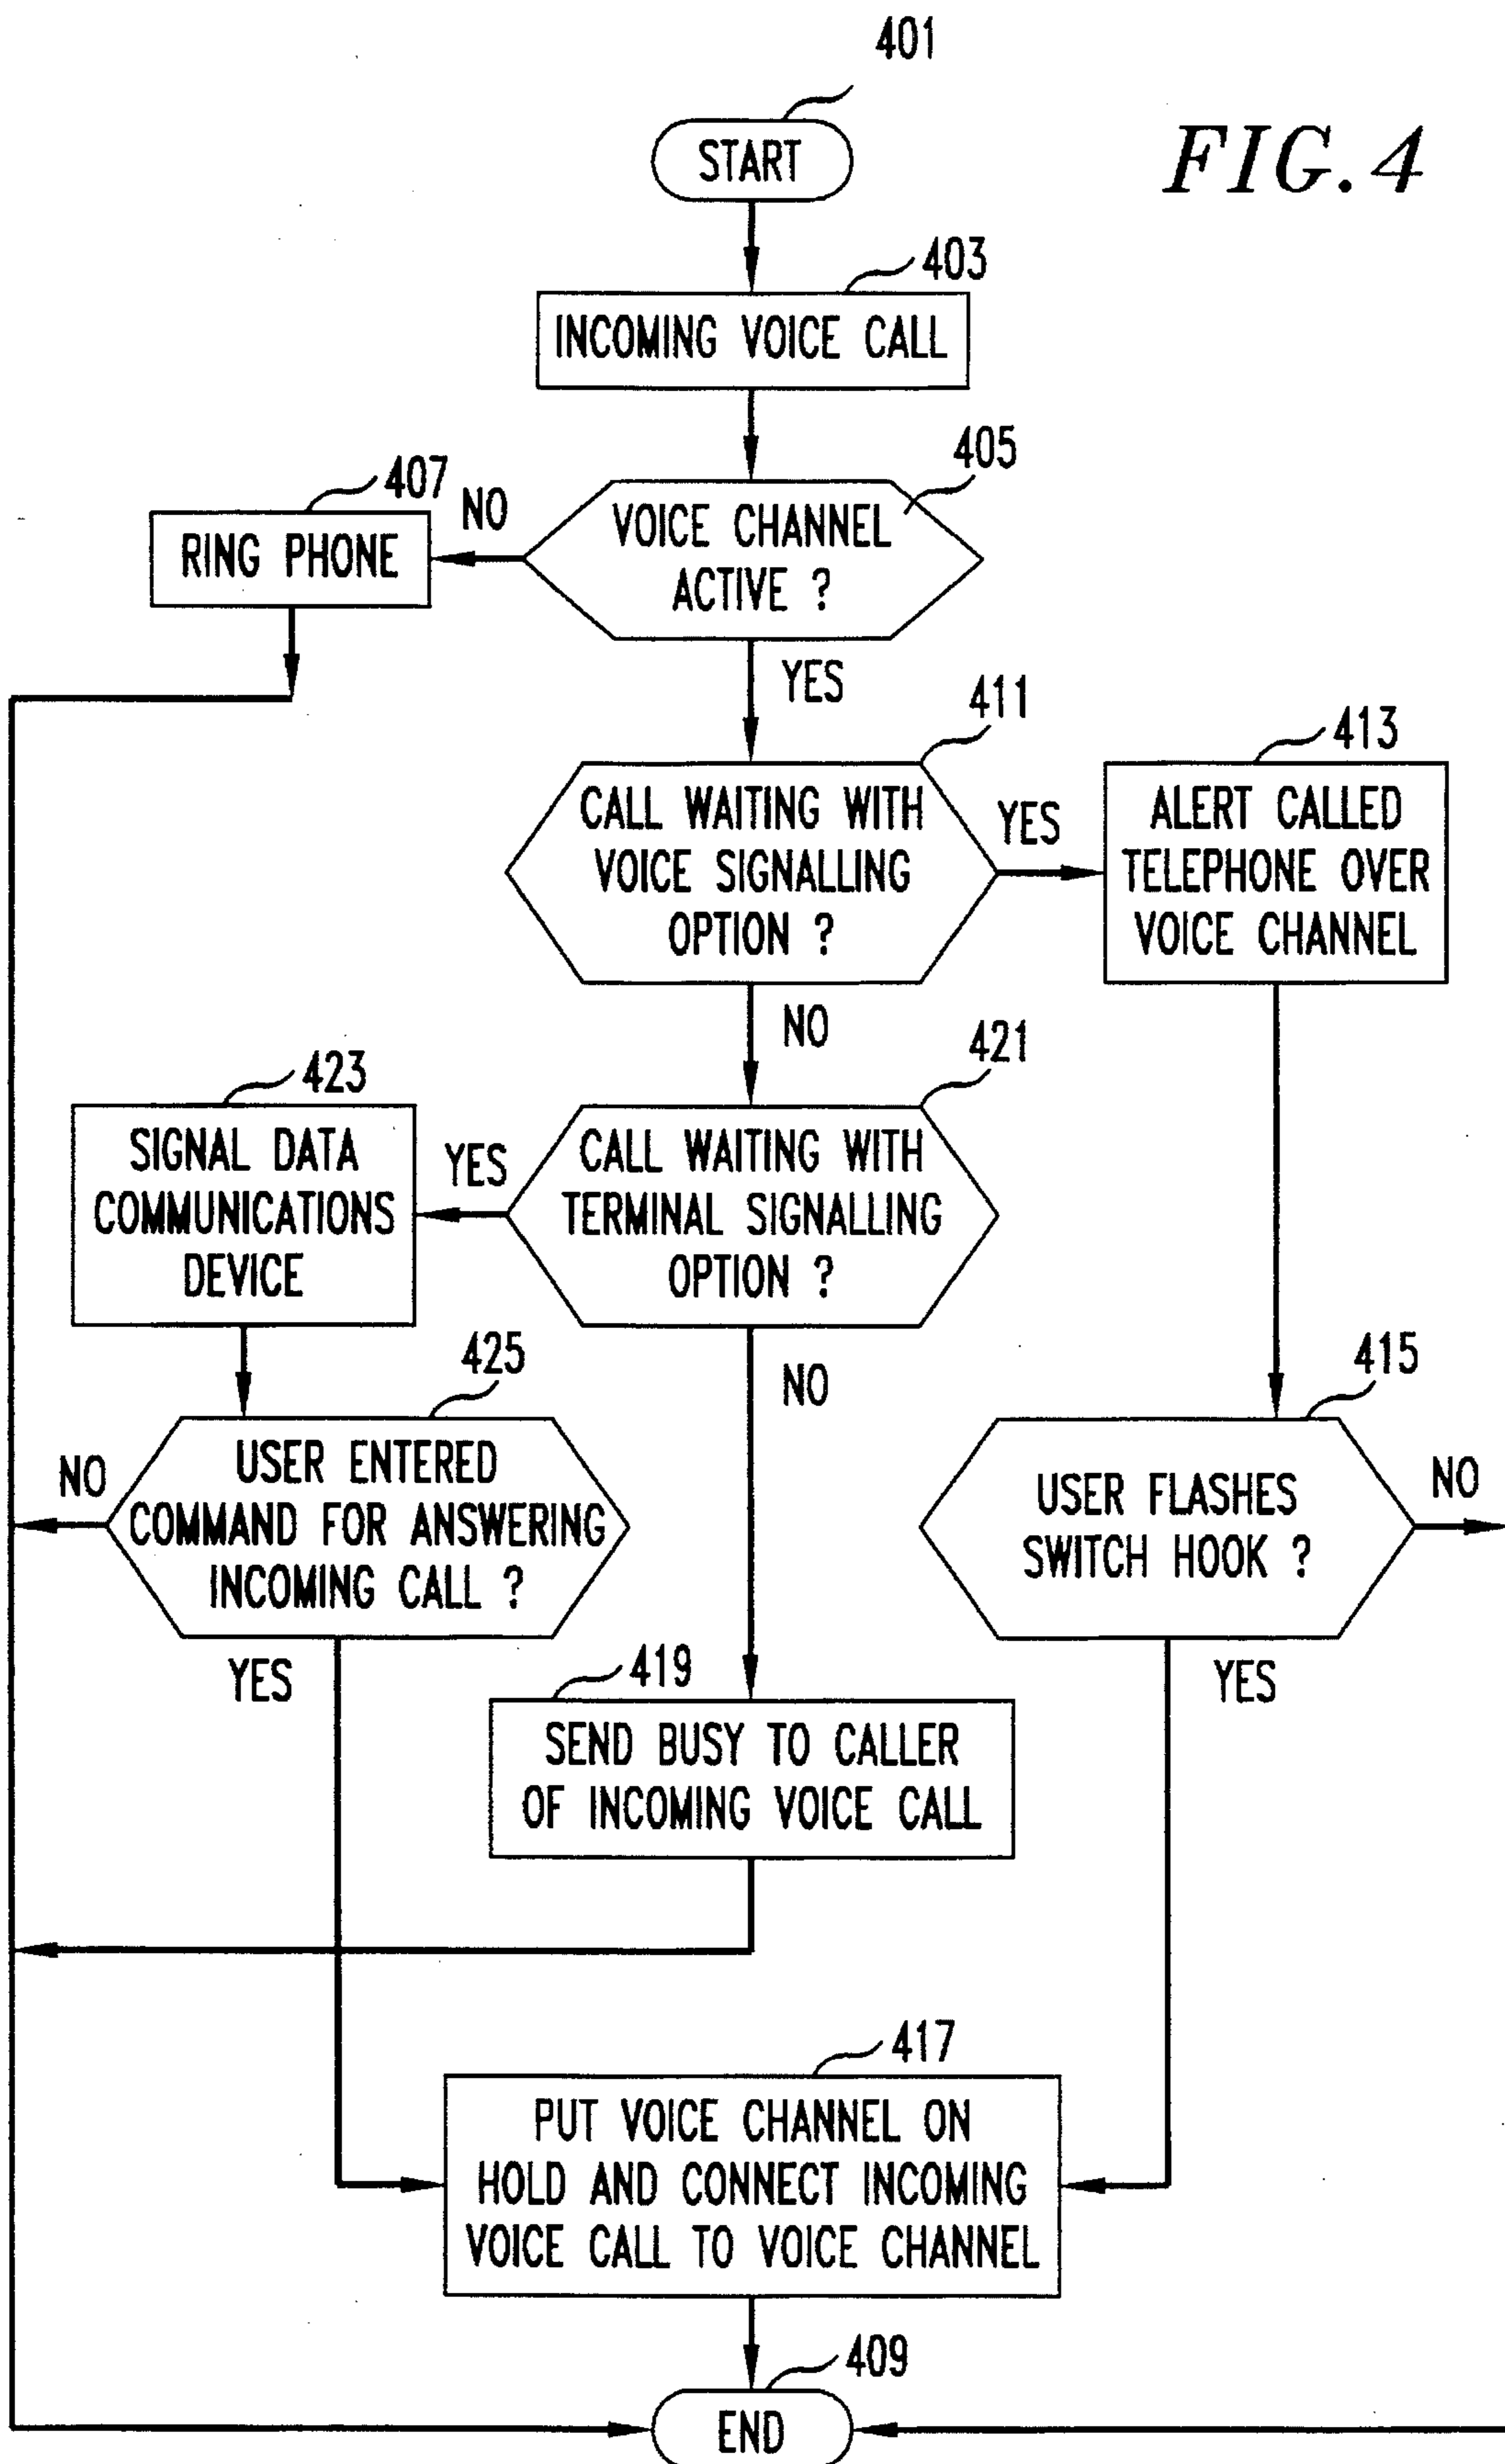 401
START
FIG. 4
403
INCOMING VOICE CALL
405
407
NO
VOICE CHANNEL
ACTIVE ?
RING PHONE
YES
411
413
CALL WAITING WITH
VOICE SIGNALLING
OPTION ?
YES
ALERT CALLED
TELEPHONE OVER
VOICE CHANNEL
NO
421
423
SIGNAL DATA
COMMUNICATIONS
DEVICE
YES
CALL WAITING WITH
TERMINAL SIGNALLING
OPTION ?
425
NO
415
NO
USER ENTERED
COMMAND FOR ANSWERING
INCOMING CALL ?
USER FLASHES
SWITCH HOOK ?
NO
YES
419
YES
SEND BUSY TO CALLER
OF INCOMING VOICE CALL
417
PUT VOICE CHANNEL ON
HOLD AND CONNECT INCOMING
VOICE CALL TO VOICE CHANNEL
409
END